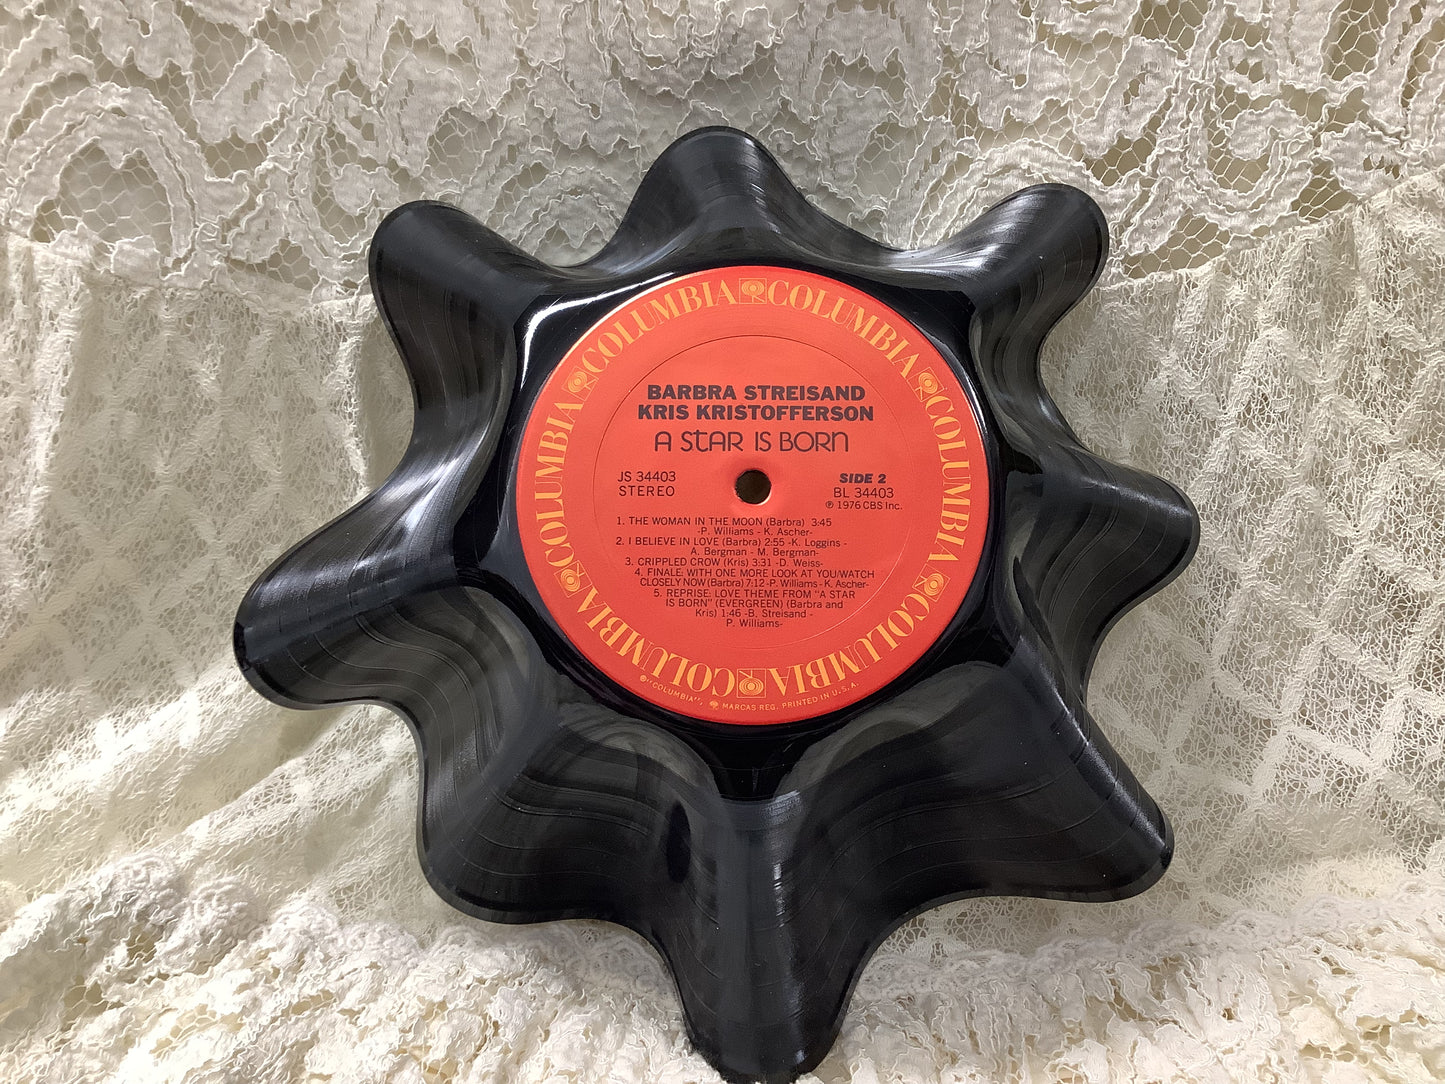 COLUMBIA COLUMBIA COLUMBIA COLUMBIA COLUMBIA COLUMBIA COLUMBIA
BARBRA STREISAND
KRIS KRISTOFFERSON
A STAR IS BORN
JS 34403
STEREO
SIDE 2
BL 34403
℗ 1976 CBS Inc.
1. THE WOMAN IN THE MOON (Barbra) 3:45
-P. Williams - K. Ascher-
2. I BELIEVE IN LOVE (Barbra) 2:55 -K. Loggins -
A. Bergman - M. Bergman-
3. CRIPPLED CROW (Kris) 3:31 -D. Weiss-
4. FINALE: WITH ONE MORE LOOK AT YOU/WATCH
CLOSELY NOW (Barbra) 7:12 -P. Williams - K. Ascher-
5. REPRISE: LOVE THEME FROM "A STAR
IS BORN" (EVERGREEN) (Barbra and
Kris) 1:46 -B. Streisand -
P. Williams-
®"COLUMBIA", MARCAS REG. PRINTED IN U.S.A.